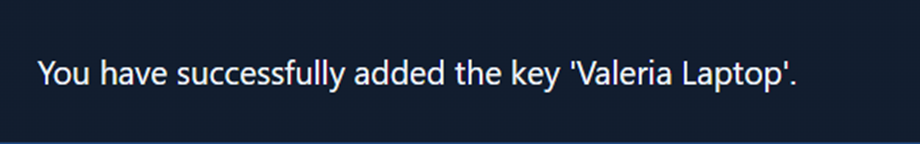 You have successfully added the key 'Valeria Laptop'.